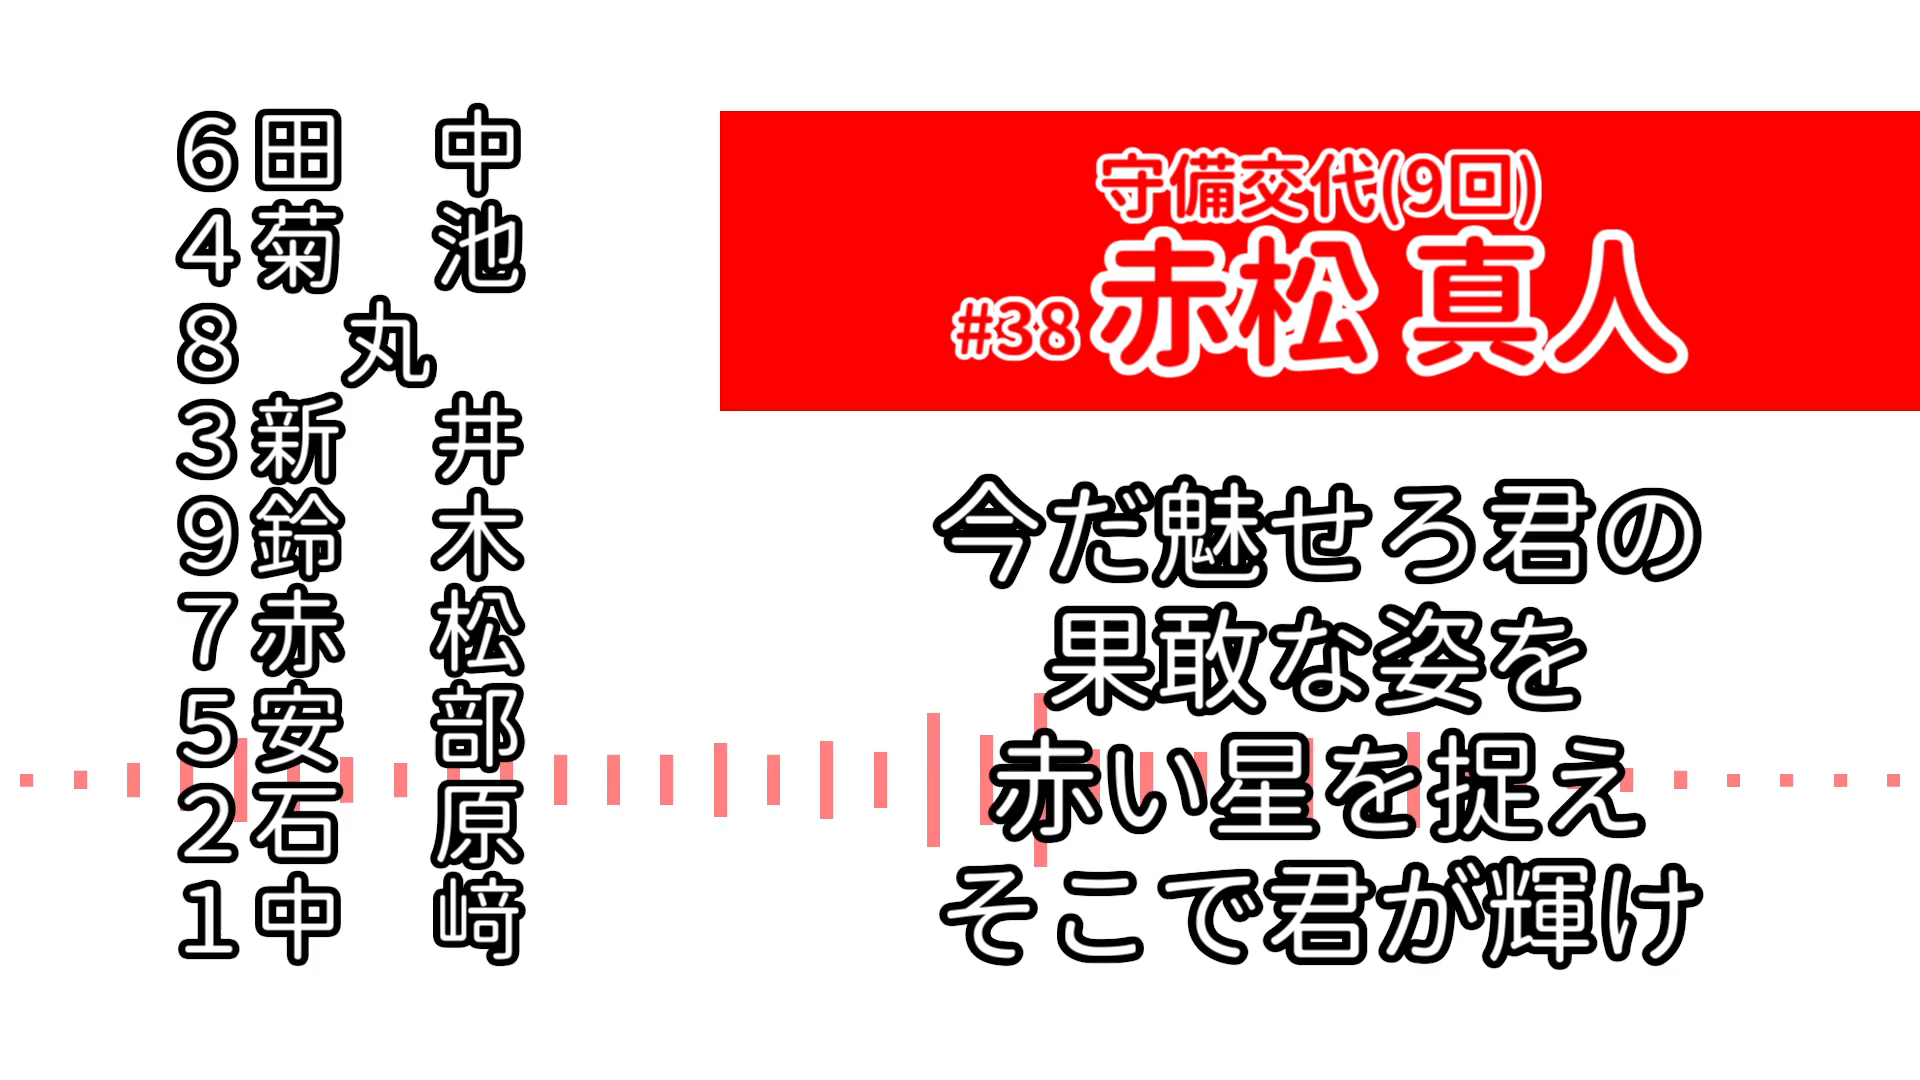 6田 中
4菊 池
8 丸
3新 井
9鈴 木
7赤 松
5安 部
2石 原
1中 﨑
守備交代(9回)
#38 赤松 真人
今だ魅せろ君の
果敢な姿を
赤い星を捉え
そこで君が輝け